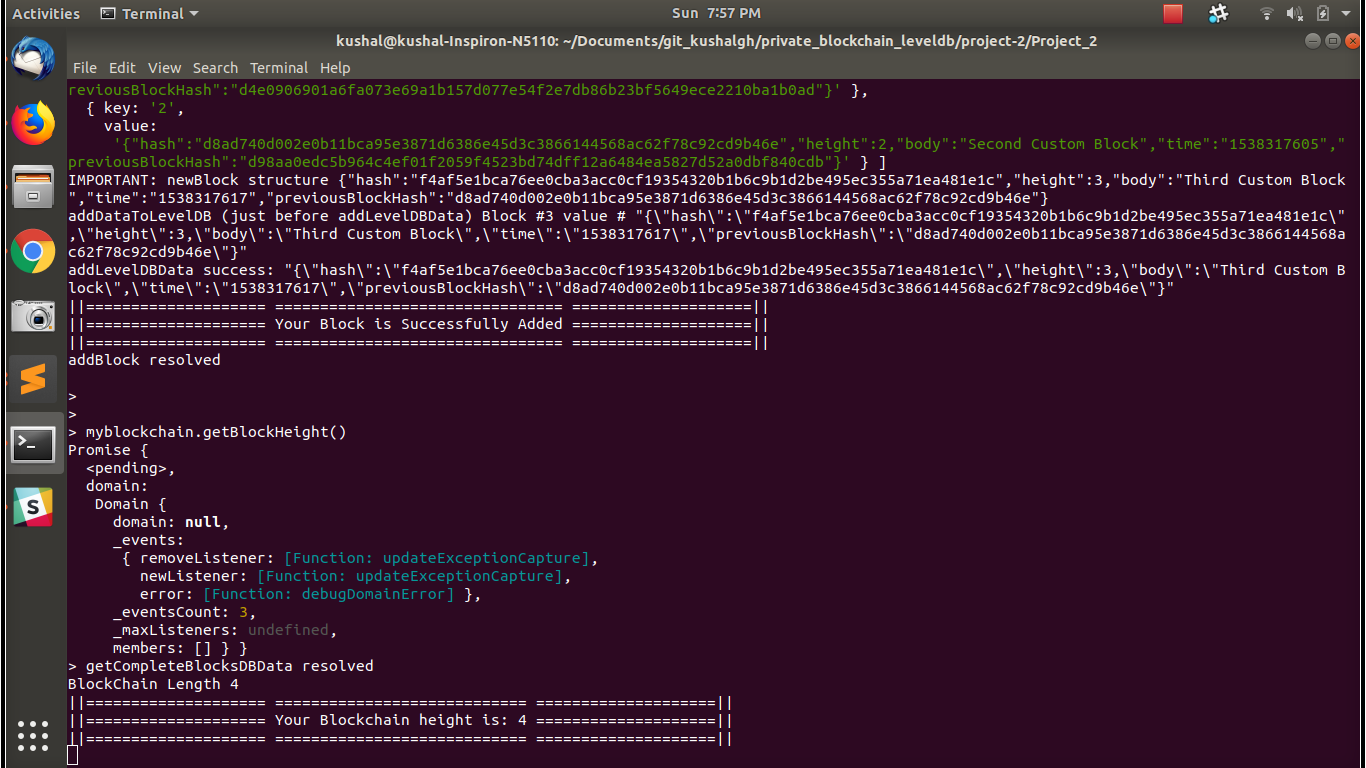 Activities Terminal Sun 7:57 PM
kushal@kushal-Inspiron-N5110: ~/Documents/git_kushalgh/private_blockchain_leveldb/project-2/Project_2
File Edit View Search Terminal Help
reviousBlockHash":"d4e0906901a6fa073e69a1b157d077e54f2e7db86b23bf5649ece2210ba1b0ad"}' },
  { key: '2',
    value:
     '{"hash":"d8ad740d002e0b11bca95e3871d6386e45d3c3866144568ac62f78c92cd9b46e","height":2,"body":"Second Custom Block","time":"1538317605","
previousBlockHash":"d98aa0edc5b964c4ef01f2059f4523bd74dff12a6484ea5827d52a0dbf840cdb"}' } ]
IMPORTANT: newBlock structure {"hash":"f4af5e1bca76ee0cba3acc0cf19354320b1b6c9b1d2be495ec355a71ea481e1c","height":3,"body":"Third Custom Block
","time":"1538317617","previousBlockHash":"d8ad740d002e0b11bca95e3871d6386e45d3c3866144568ac62f78c92cd9b46e"}
addDataToLevelDB (just before addLevelDBData) Block #3 value # "{\"hash\":\"f4af5e1bca76ee0cba3acc0cf19354320b1b6c9b1d2be495ec355a71ea481e1c\"
,\"height\":3,\"body\":\"Third Custom Block\",\"time\":\"1538317617\",\"previousBlockHash\":\"d8ad740d002e0b11bca95e3871d6386e45d3c3866144568a
c62f78c92cd9b46e\"}"
addLevelDBData success: "{\"hash\":\"f4af5e1bca76ee0cba3acc0cf19354320b1b6c9b1d2be495ec355a71ea481e1c\",\"height\":3,\"body\":\"Third Custom B
lock\",\"time\":\"1538317617\",\"previousBlockHash\":\"d8ad740d002e0b11bca95e3871d6386e45d3c3866144568ac62f78c92cd9b46e\"}"
||==================== ================================ ====================||
||==================== Your Block is Successfully Added ====================||
||==================== ================================ ====================||
addBlock resolved
>
>
> myblockchain.getBlockHeight()
Promise {
  <pending>,
  domain:
   Domain {
     domain: null,
     _events:
      { removeListener: [Function: updateExceptionCapture],
        newListener: [Function: updateExceptionCapture],
        error: [Function: debugDomainError] },
     _eventsCount: 3,
     _maxListeners: undefined,
     members: [] } }
> getCompleteBlocksDBData resolved
BlockChain Length 4
||==================== ============================ ====================||
||==================== Your Blockchain height is: 4 ====================||
||==================== ============================ ====================||